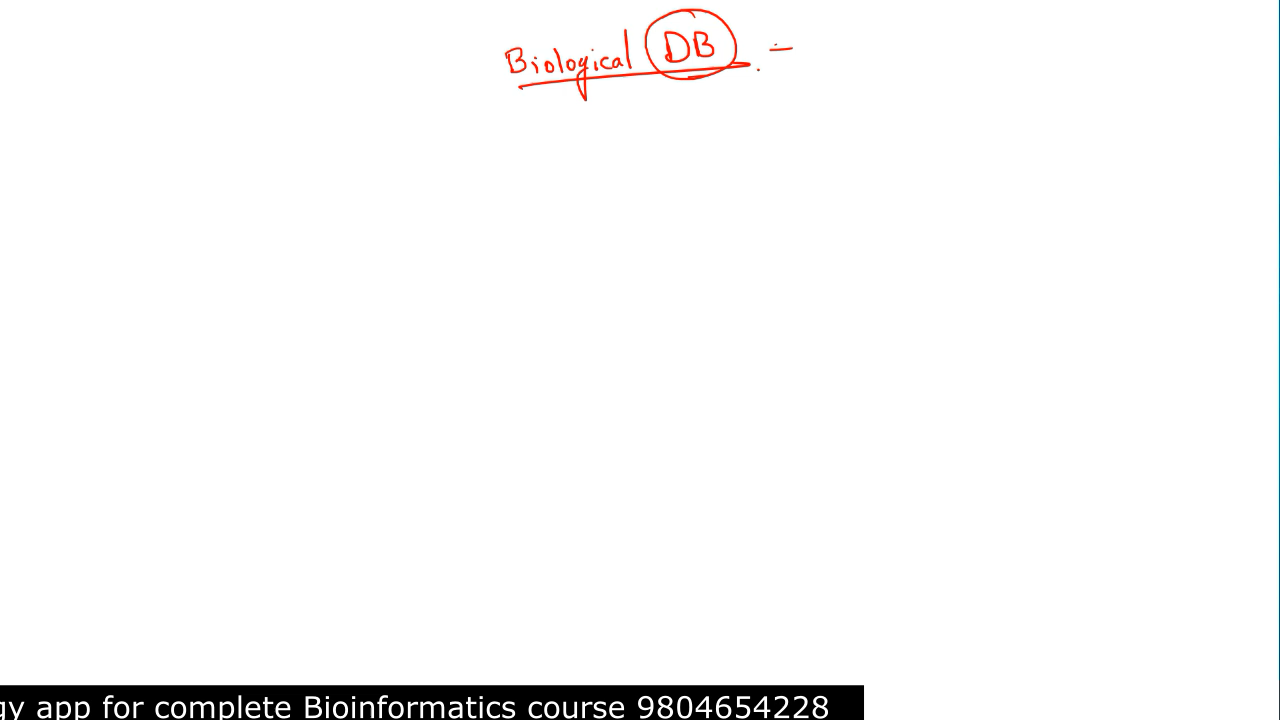 Biological DB :-
gy app for complete Bioinformatics course 9804654228